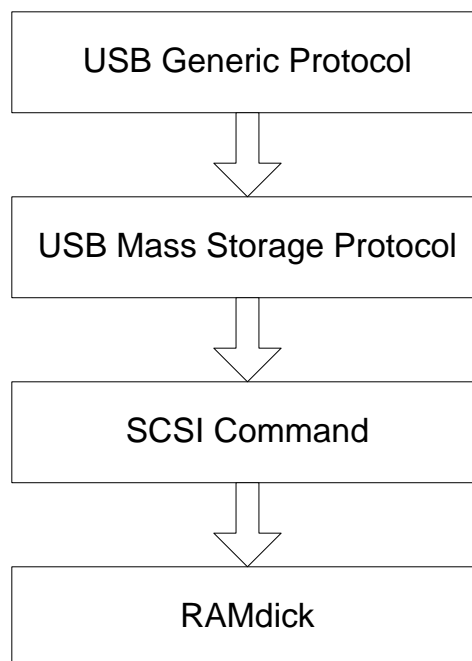 USB Generic Protocol
USB Mass Storage Protocol
SCSI Command
RAMdick